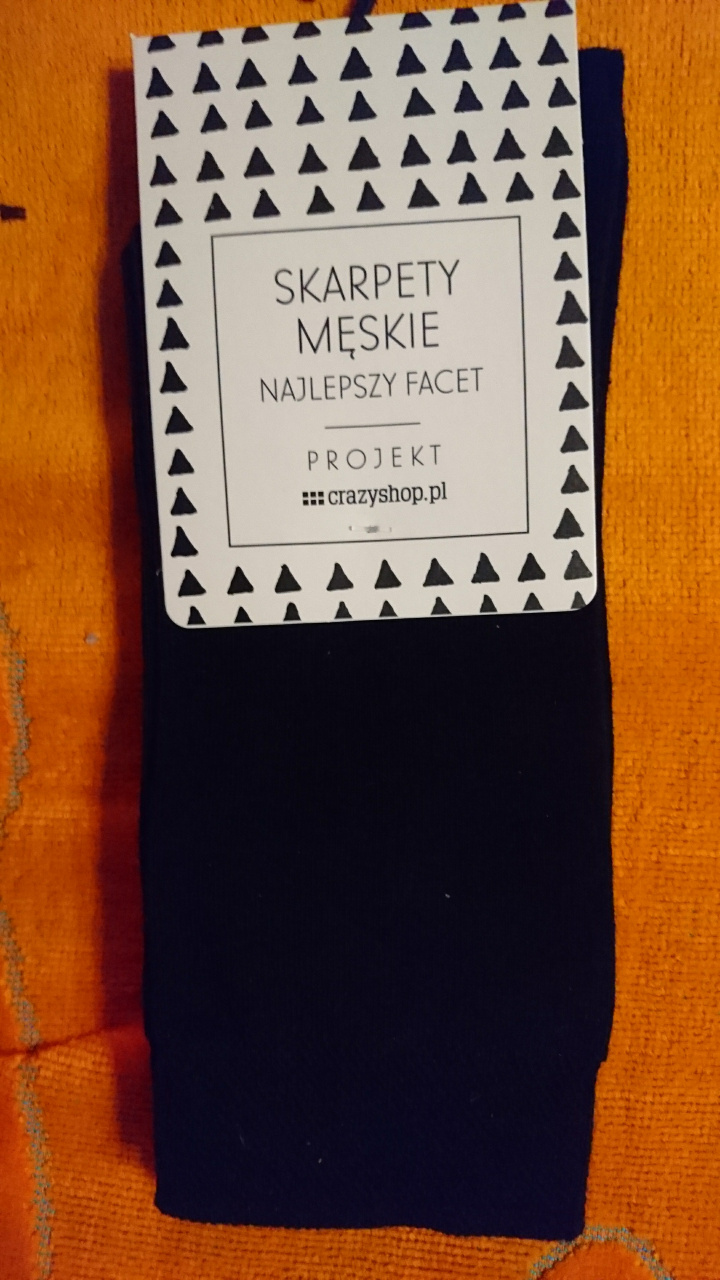 SKARPETY
MĘSKIE
NAJLEPSZY FACET
PROJEKT
crazyshop.pl